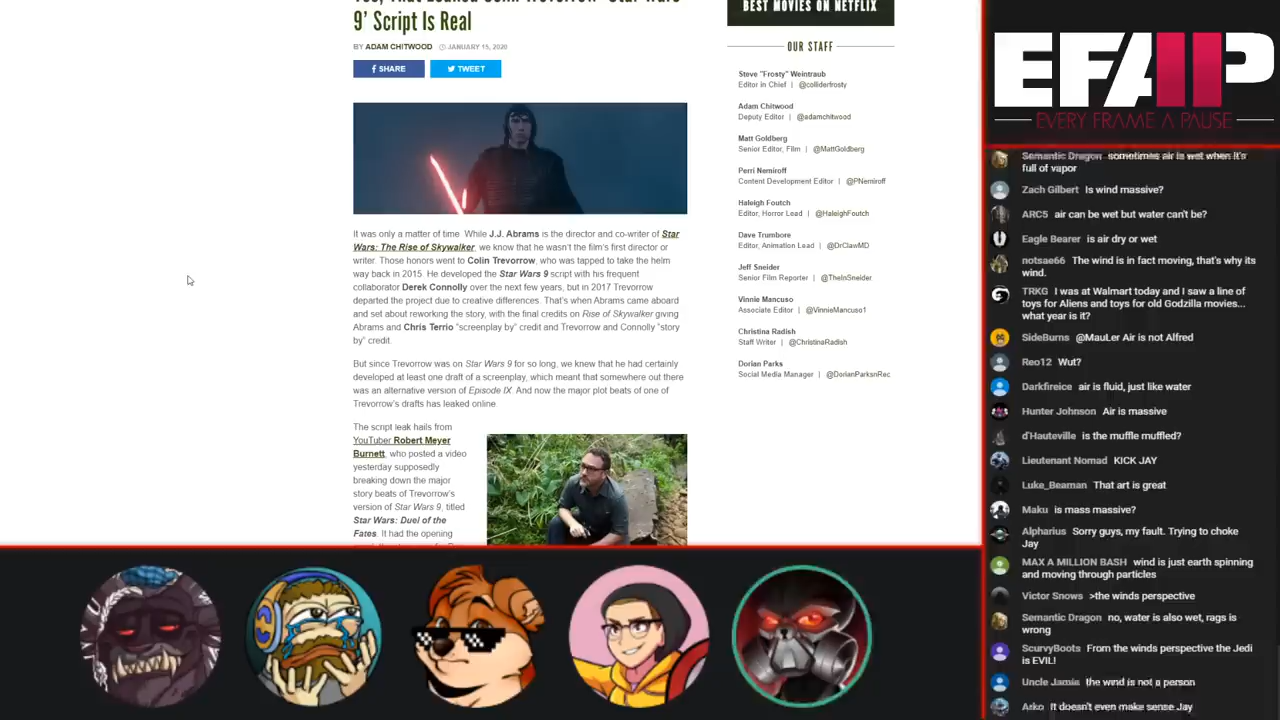 Yes, That Leaked Colin Trevorrow 'Star Wars
9' Script Is Real
BY ADAM CHITWOOD JANUARY 15, 2020
SHARE
TWEET
It was only a matter of time. While J.J. Abrams is the director and co-writer of Star
Wars: The Rise of Skywalker, we know that he wasn't the film's first director or
writer. Those honors went to Colin Trevorrow, who was tapped to take the helm
way back in 2015. He developed the Star Wars 9 script with his frequent
collaborator Derek Connolly over the next few years, but in 2017 Trevorrow
departed the project due to creative differences. That's when Abrams came aboard
and set about reworking the story, with the final credits on Rise of Skywalker giving
Abrams and Chris Terrio "screenplay by" credit and Trevorrow and Connolly "story
by" credit.
But since Trevorrow was on Star Wars 9 for so long, we knew that he had certainly
developed at least one draft of a screenplay, which meant that somewhere out there
was an alternative version of Episode IX. And now the major plot beats of one of
Trevorrow's drafts has leaked online.
The script leak hails from
YouTuber Robert Meyer
Burnett, who posted a video
yesterday supposedly
breaking down the major
story beats of Trevorrow's
version of Star Wars 9, titled
Star Wars: Duel of the
Fates. It had the opening
BEST MOVIES ON NETFLIX
OUR STAFF
Steve "Frosty" Weintraub
Editor in Chief | @colliderfrosty
Adam Chitwood
Deputy Editor | @adamchitwood
Matt Goldberg
Senior Editor, Film | @MattGoldberg
Perri Nemiroff
Content Development Editor | @PNemiroff
Haleigh Foutch
Editor, Horror Lead | @HaleighFoutch
Dave Trumbore
Editor, Animation Lead | @DrClawMD
Jeff Sneider
Senior Film Reporter | @TheInSneider
Vinnie Mancuso
Associate Editor | @VinnieMancuso1
Christina Radish
Staff Writer | @ChristinaRadish
Dorian Parks
Social Media Manager | @DorianParksnRec
EFAP
EVERY FRAME A PAUSE
Semantic Dragon sometimes air is wet when it's
full of vapor
Zach Gilbert Is wind massive?
ARC5 air can be wet but water can't be?
Eagle Bearer is air dry or wet
notsae66 The wind is in fact moving, that's why its
wind.
TRKG I was at Walmart today and I saw a line of
toys for Aliens and toys for old Godzilla movies...
what year is it?
SideBurns @MauLer Air is not Alfred
Reo12 Wut?
Darkfireice air is fluid, just like water
Hunter Johnson Air is massive
d'Hauteville is the muffle muffled?
Lieutenant Nomad KICK JAY
Luke_Beaman That art is great
Maku is mass massive?
Alpharius Sorry guys, my fault. Trying to choke
Jay
MAX A MILLION BASH wind is just earth spinning
and moving through particles
Victor Snows >the winds perspective
Semantic Dragon no, water is also wet, rags is
wrong
ScurvyBoots From the winds perspective the Jedi
is EVIL!
Uncle Jamie the wind is not a person
Arko It doesn't even make sense Jay